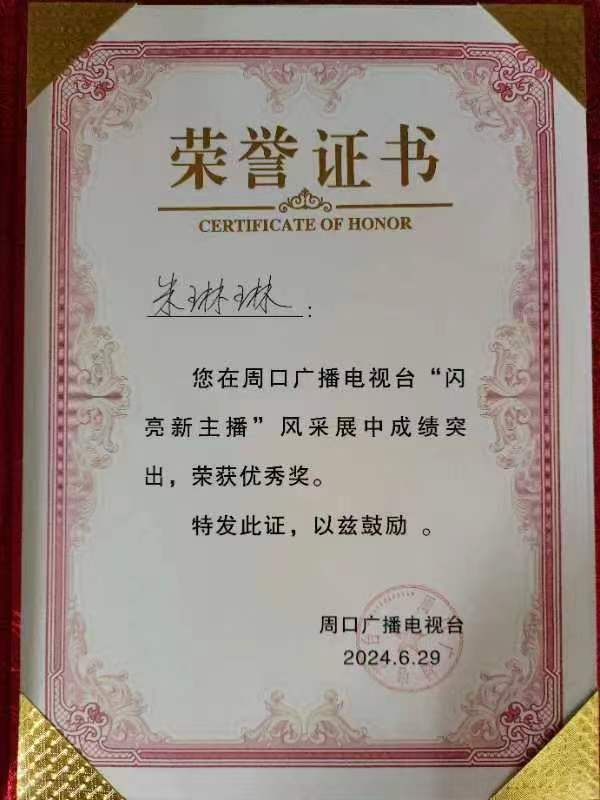 荣誉证书
CERTIFICATE OF HONOR
朱琳琳：
您在周口广播电视台“闪
亮新主播”风采展中成绩突
出，荣获优秀奖。
特发此证，以兹鼓励 。
周口广播电视台
2024.6.29